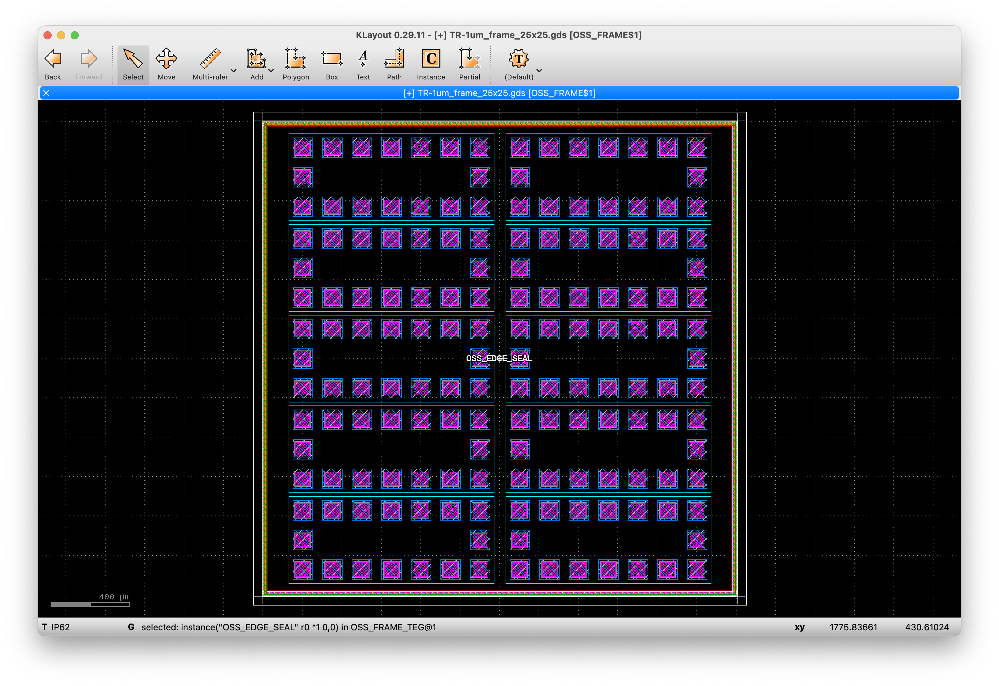 KLayout 0.29.11 - [+] TR-1um_frame_25x25.gds [OSS_FRAME$1]
Back Forward Select Move Multi-ruler Add Polygon Box Text Path Instance Partial (Default)
[+] TR-1um_frame_25x25.gds [OSS_FRAME$1]
OSS_EDGE_SEAL
400 µm
T IP62 G selected: instance("OSS_EDGE_SEAL" r0 *1 0,0) in OSS_FRAME_TEG@1 xy 1775.83661 430.61024